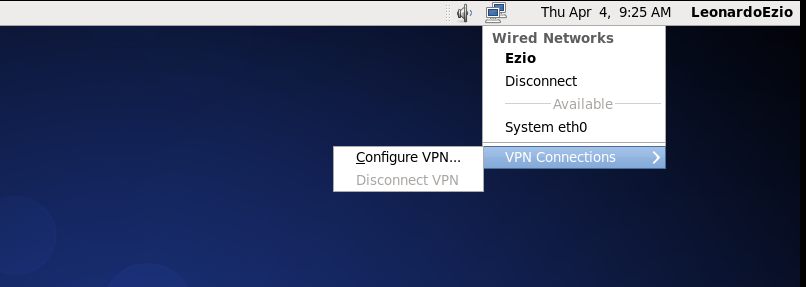 Thu Apr 4, 9:25 AM LeonardoEzio
Wired Networks
Ezio
Disconnect
Available
System eth0
VPN Connections
Configure VPN...
Disconnect VPN